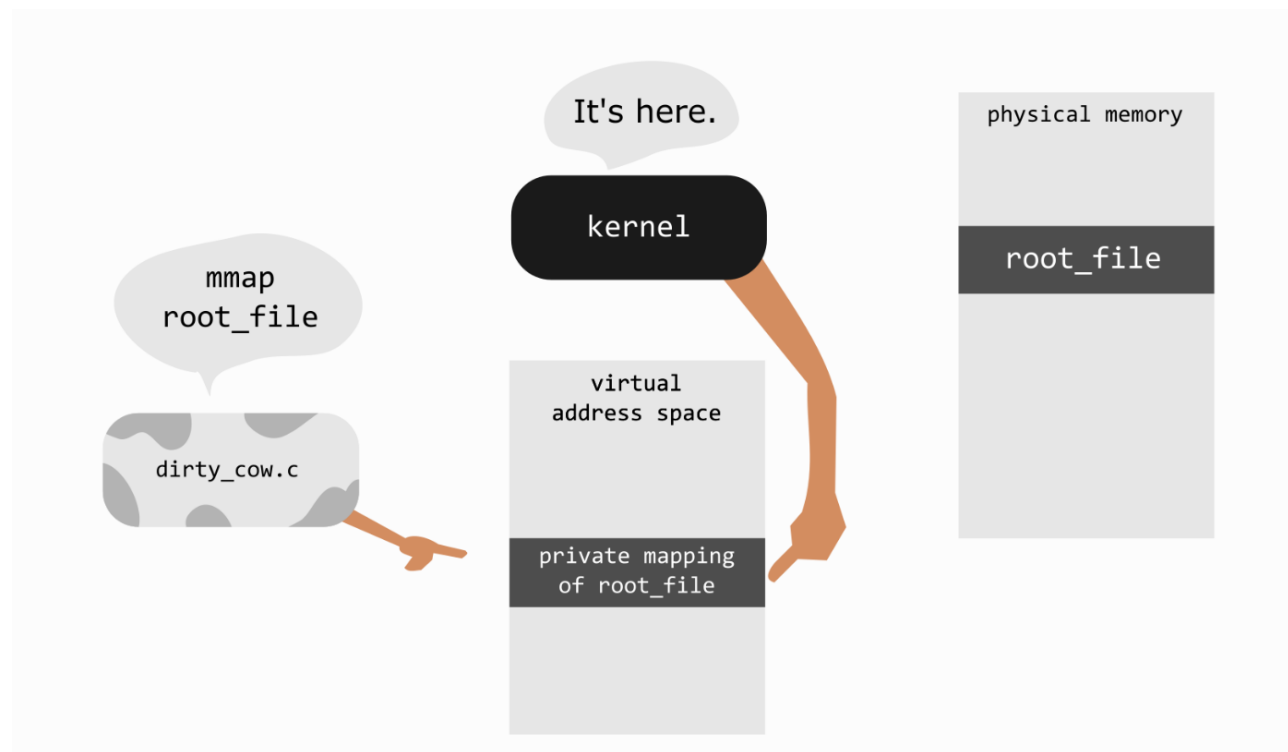 It's here.
kernel
mmap
root_file
dirty_cow.c
virtual
address space
private mapping
of root_file
physical memory
root_file